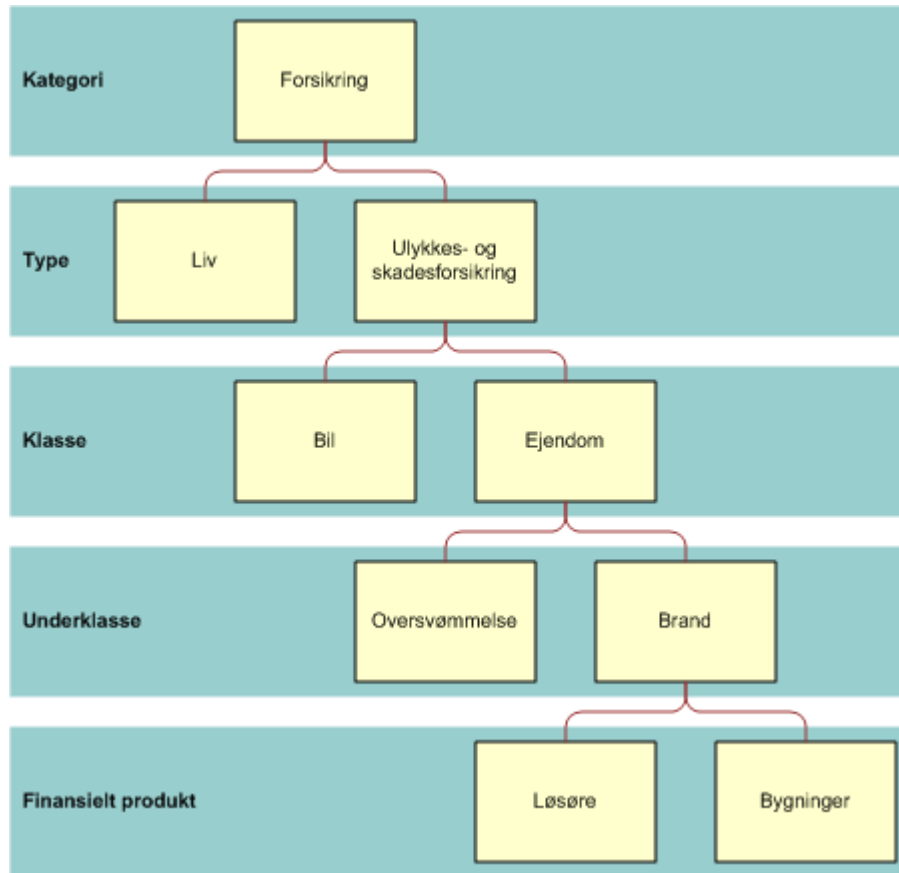 Kategori
Forsikring
Type
Liv
Ulykkes- og
skadesforsikring
Klasse
Bil
Ejendom
Underklasse
Oversvømmelse
Brand
Finansielt produkt
Løsøre
Bygninger